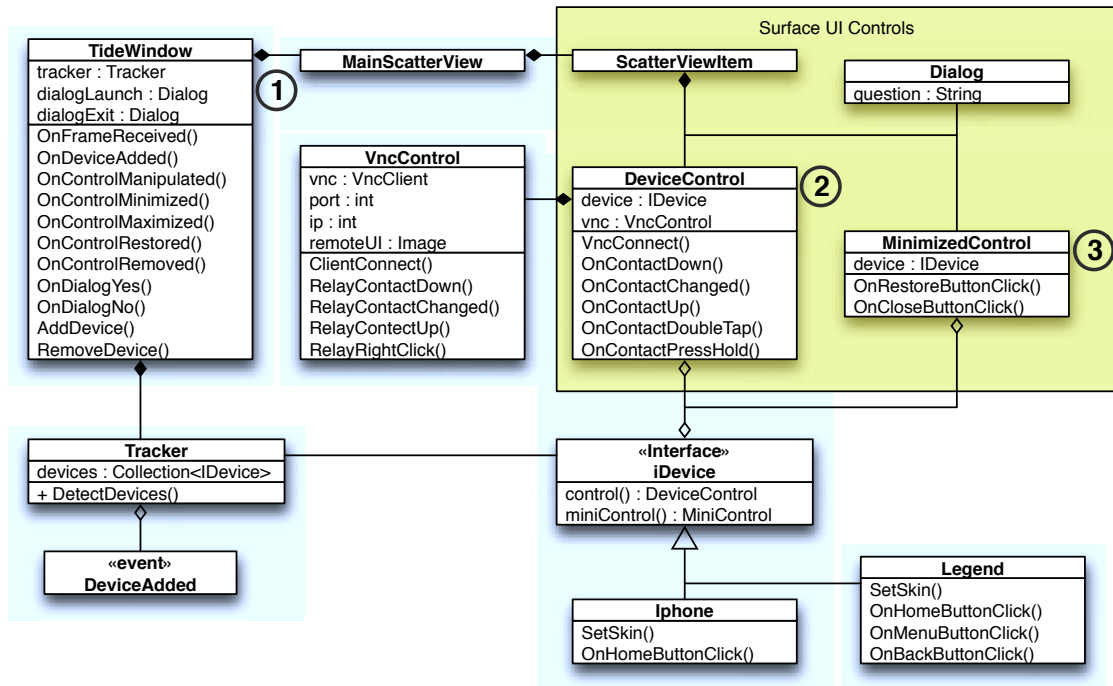 Surface UI Controls
TideWindow
tracker : Tracker
dialogLaunch : Dialog
dialogExit : Dialog
OnFrameReceived()
OnDeviceAdded()
OnControlManipulated()
OnControlMinimized()
OnControlMaximized()
OnControlRestored()
OnControlRemoved()
OnDialogYes()
OnDialogNo()
AddDevice()
RemoveDevice()
1
MainScatterView
ScatterViewItem
Dialog
question : String
VncControl
vnc : VncClient
port : int
ip : int
remoteUI : Image
ClientConnect()
RelayContactDown()
RelayContactChanged()
RelayContectUp()
RelayRightClick()
DeviceControl
device : IDevice
vnc : VncControl
VncConnect()
OnContactDown()
OnContactChanged()
OnContactUp()
OnContactDoubleTap()
OnContactPressHold()
2
MinimizedControl
device : IDevice
OnRestoreButtonClick()
OnCloseButtonClick()
3
Tracker
devices : Collection<IDevice>
+ DetectDevices()
«event»
DeviceAdded
«Interface»
iDevice
control() : DeviceControl
miniControl() : MiniControl
Iphone
SetSkin()
OnHomeButtonClick()
Legend
SetSkin()
OnHomeButtonClick()
OnMenuButtonClick()
OnBackButtonClick()